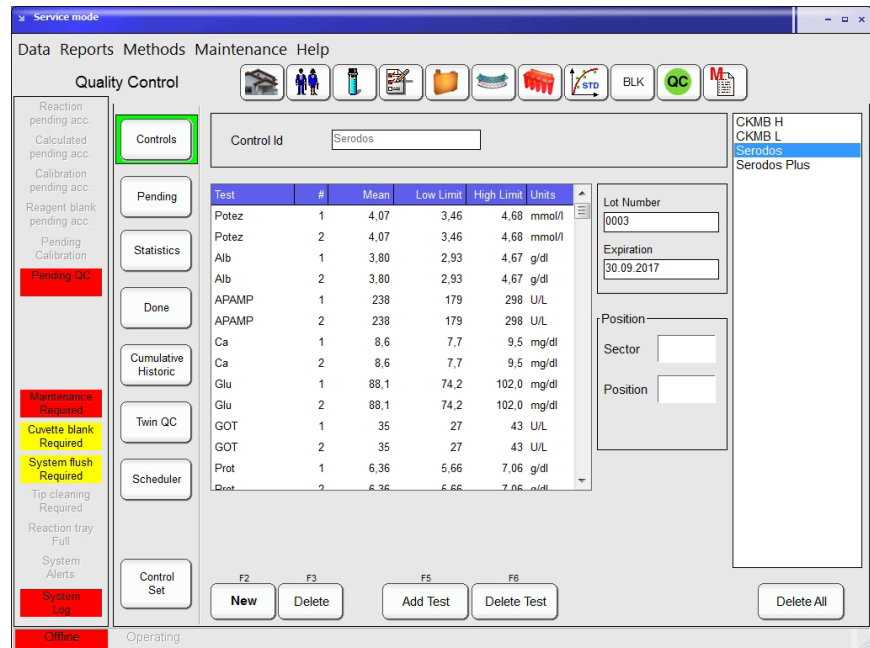 Service mode
Data Reports Methods Maintenance Help
Quality Control
STD
BLK
QC
M
Reaction
pending acc.
Calculated
pending acc.
Calibration
pending acc.
Reagent blank
pending acc.
Pending
Calibration
Pending QC
Maintenance
Required
Cuvette blank
Required
System flush
Required
Tip cleaning
Required
Reaction tray
Full
System
Alerts
System
Log
Offline
Operating
Controls
Pending
Statistics
Done
Cumulative
Historic
Twin QC
Scheduler
Control
Set
Control Id
Serodos
Test # Mean Low Limit High Limit Units
Potez 1 4,07 3,46 4,68 mmol/l
Potez 2 4,07 3,46 4,68 mmol/l
Alb 1 3,80 2,93 4,67 g/dl
Alb 2 3,80 2,93 4,67 g/dl
APAMP 1 238 179 298 U/L
APAMP 2 238 179 298 U/L
Ca 1 8,6 7,7 9,5 mg/dl
Ca 2 8,6 7,7 9,5 mg/dl
Glu 1 88,1 74,2 102,0 mg/dl
Glu 2 88,1 74,2 102,0 mg/dl
GOT 1 35 27 43 U/L
GOT 2 35 27 43 U/L
Prot 1 6,36 5,66 7,06 g/dl
Prot 2 6,36 5,66 7,06 g/dl
Lot Number
0003
Expiration
30.09.2017
Position
Sector
Position
CKMB H
CKMB L
Serodos
Serodos Plus
F2 F3 F5 F6
New Delete Add Test Delete Test
Delete All